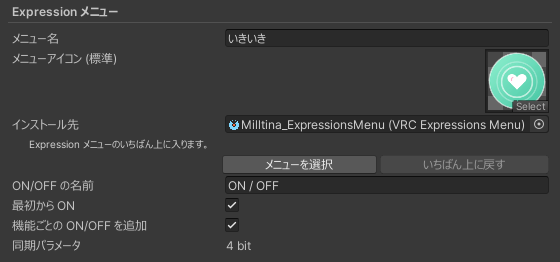 Expression メニュー
メニュー名 いきいき
メニューアイコン (標準)
Select
インストール先 Milltina_ExpressionsMenu (VRC Expressions Menu)
Expression メニューのいちばん上に入ります。
メニューを選択 いちばん上に戻す
ON/OFF の名前 ON / OFF
最初から ON
機能ごとの ON/OFF を追加
同期パラメータ 4 bit